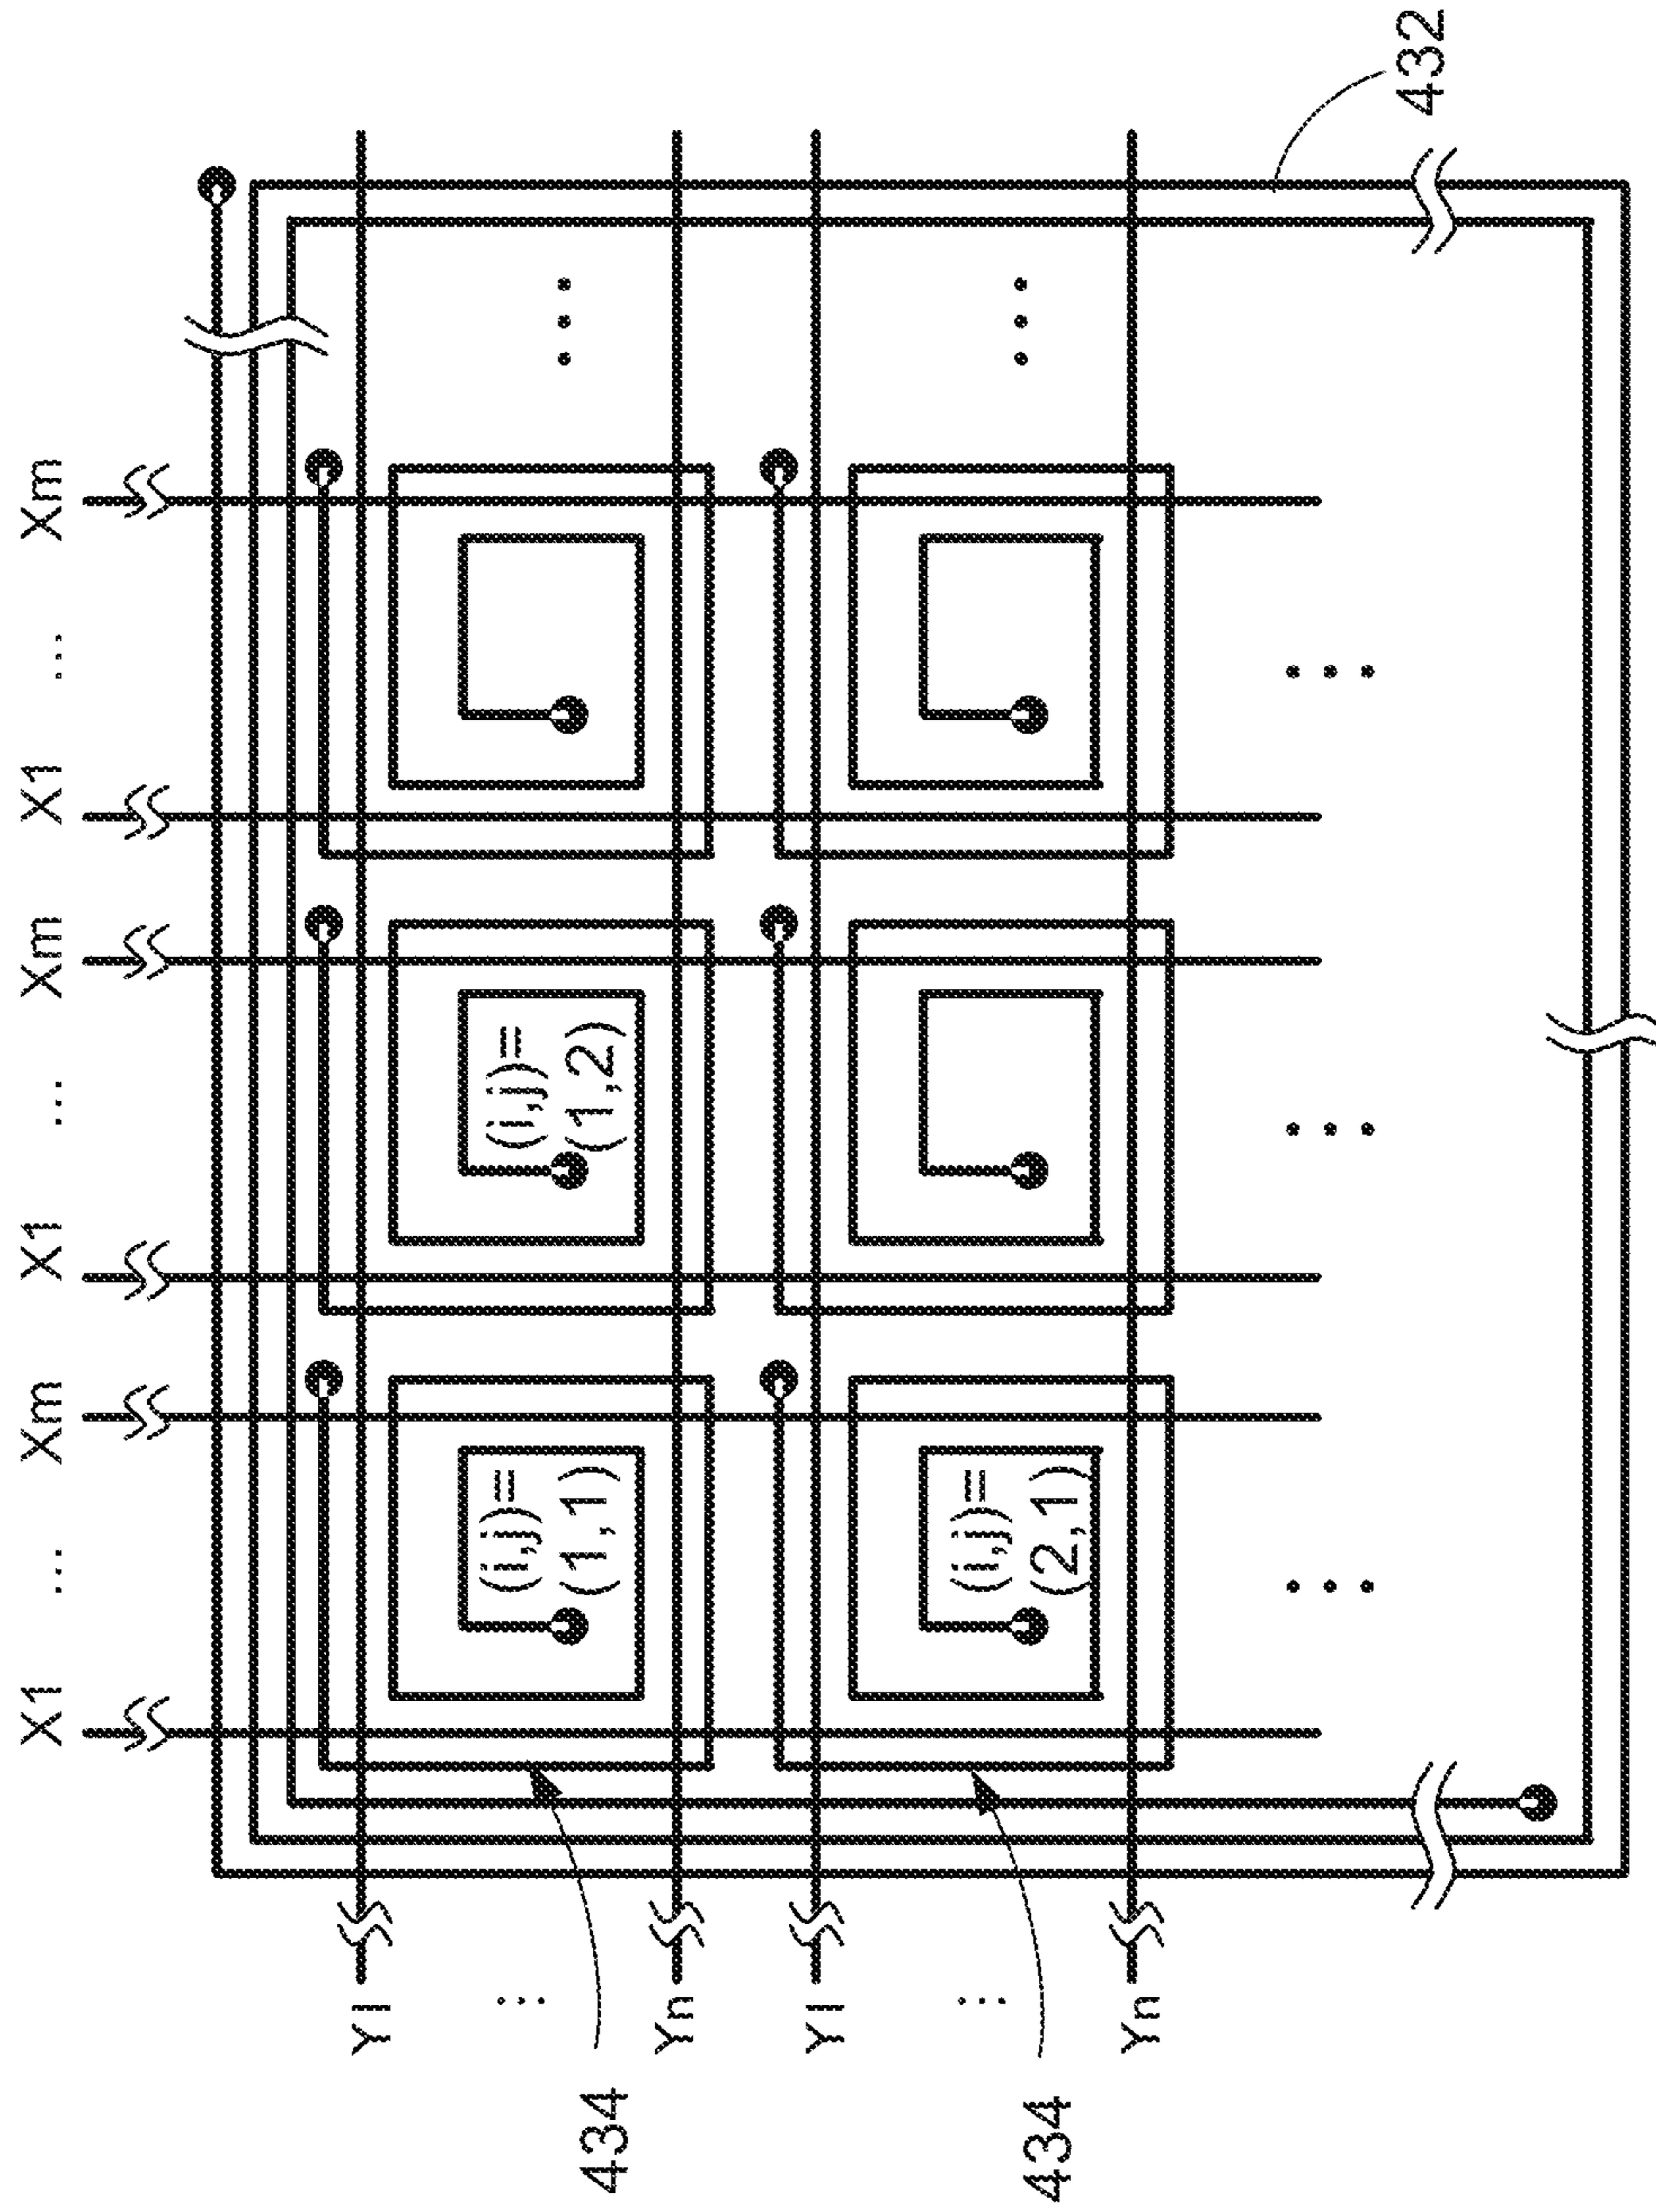 X1 ... Xm X1 ... Xm X1 ... Xm
Yl
...
(i,j)=
(1,1)
(i,j)=
(1,2)
...
434
Yn
Yl
...
(i,j)=
(2,1)
...
434
Yn
... ... ...
432